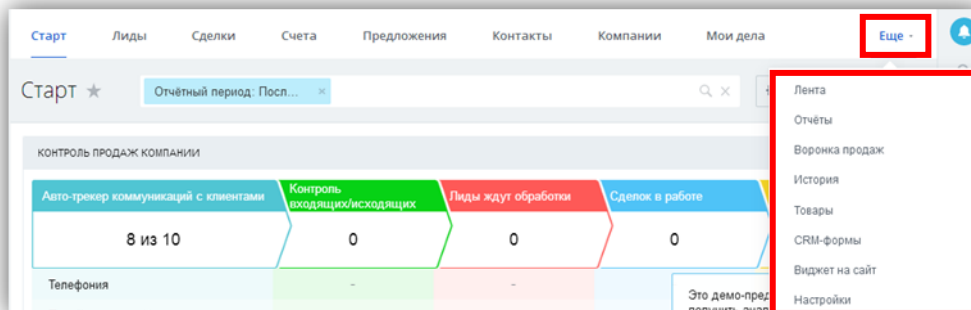 Старт Лиды Сделки Счета Предложения Контакты Компании Мои дела Еще
Старт
Отчётный период: Посл... ×
Лента
Отчёты
Воронка продаж
История
Товары
CRM-формы
Виджет на сайт
Настройки
КОНТРОЛЬ ПРОДАЖ КОМПАНИИ
Авто-трекер коммуникаций с клиентами
Контроль
входящих/исходящих
Лиды ждут обработки
Сделок в работе
8 из 10 0 0 0
Телефония - -
Это демо-пред